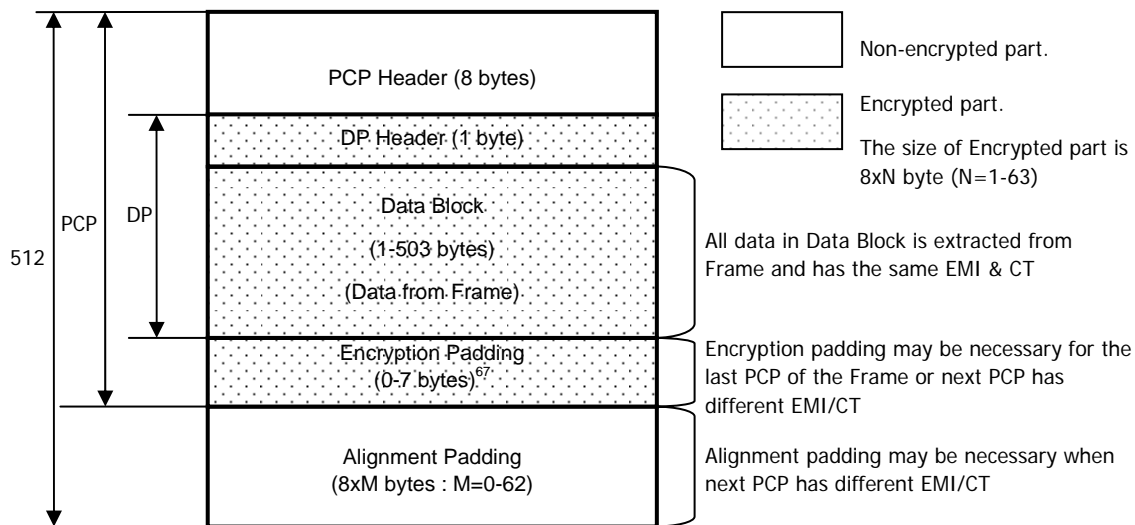 512
PCP
DP
PCP Header (8 bytes)
DP Header (1 byte)
Data Block
(1-503 bytes)
(Data from Frame)
Encryption Padding
(0-7 bytes)67
Alignment Padding
(8xM bytes : M=0-62)
Non-encrypted part.
Encrypted part.
The size of Encrypted part is
8xN byte (N=1-63)
All data in Data Block is extracted from
Frame and has the same EMI & CT
Encryption padding may be necessary for the
last PCP of the Frame or next PCP has
different EMI/CT
Alignment padding may be necessary when
next PCP has different EMI/CT